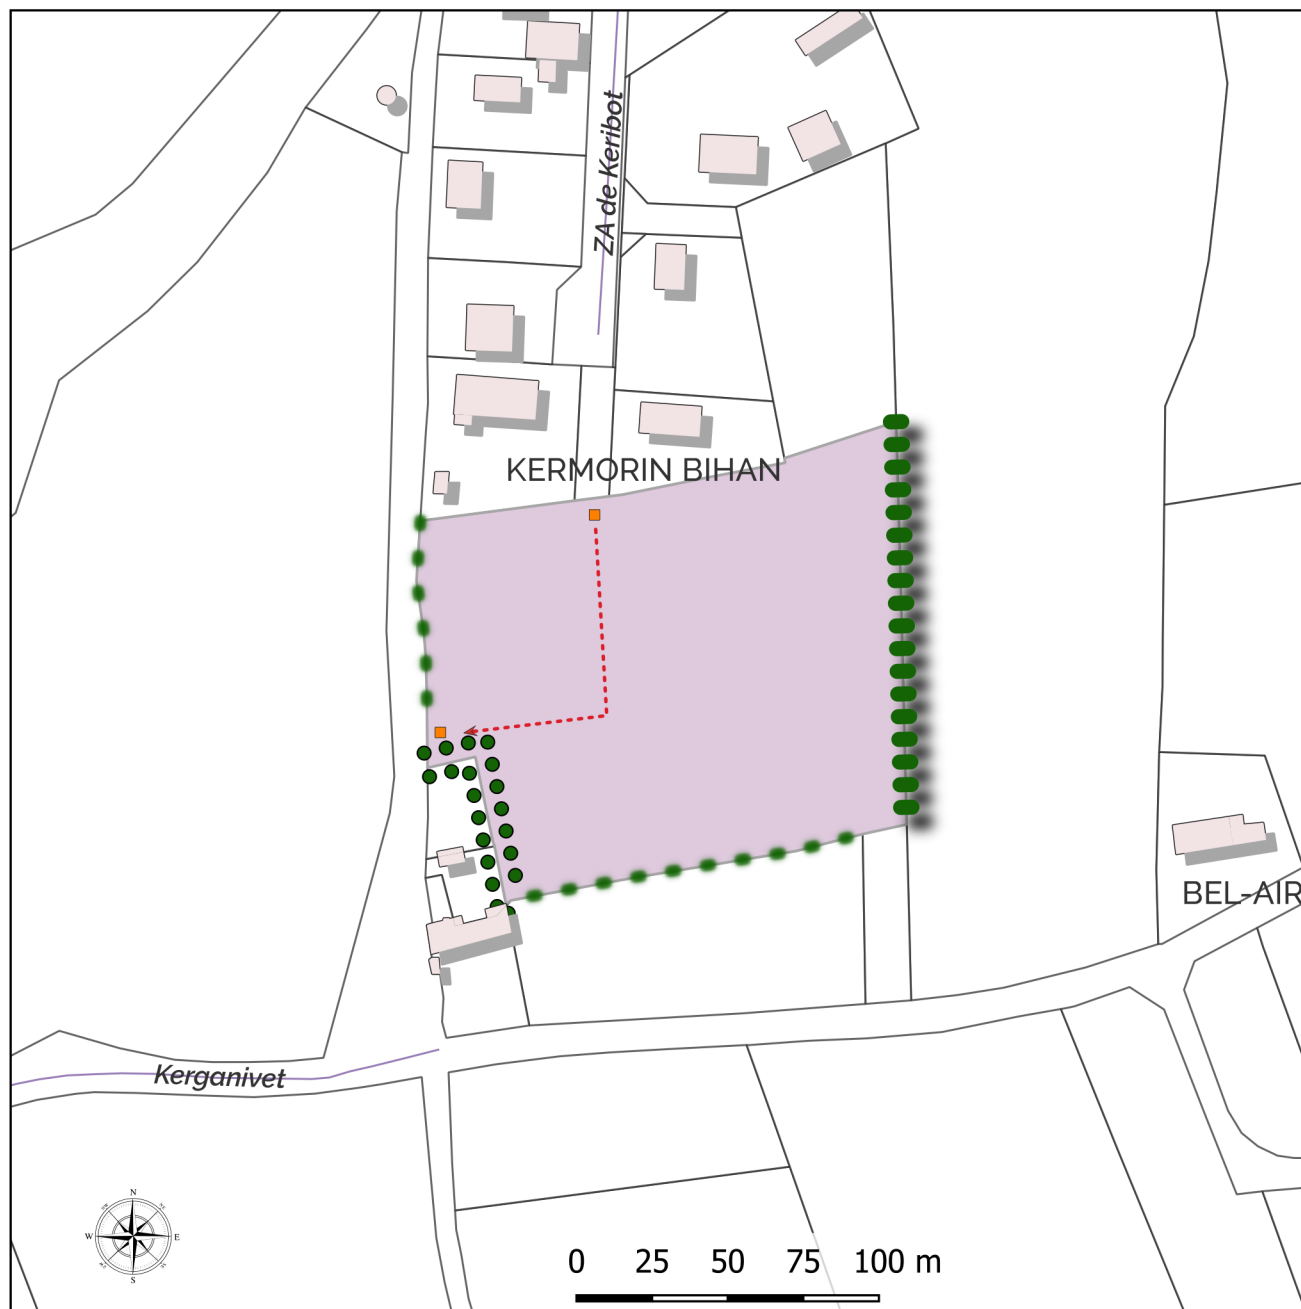 ZA de Keribot
KERMORIN BIHAN
BEL-AIR
Kerganivet
N
W E
S
0 25 50 75 100 m